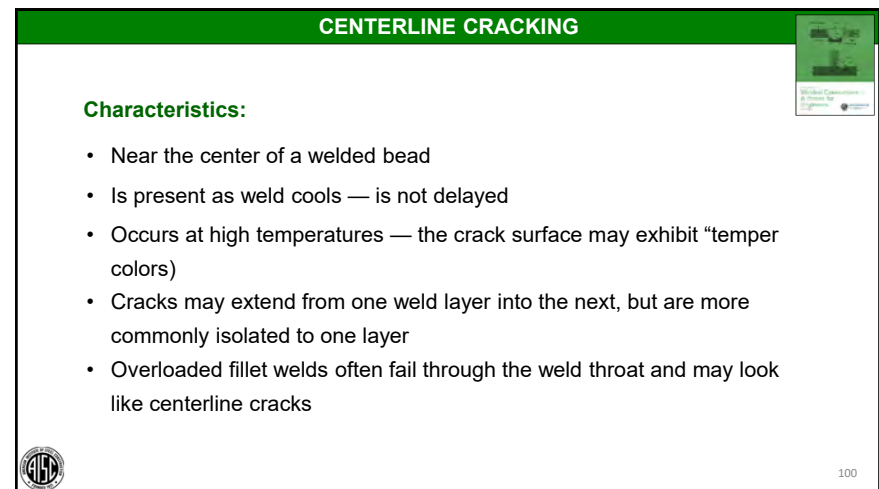 CENTERLINE CRACKING
Characteristics:
• Near the center of a welded bead
• Is present as weld cools — is not delayed
• Occurs at high temperatures — the crack surface may exhibit “temper
colors)
• Cracks may extend from one weld layer into the next, but are more
commonly isolated to one layer
• Overloaded fillet welds often fail through the weld throat and may look
like centerline cracks
AISC
100